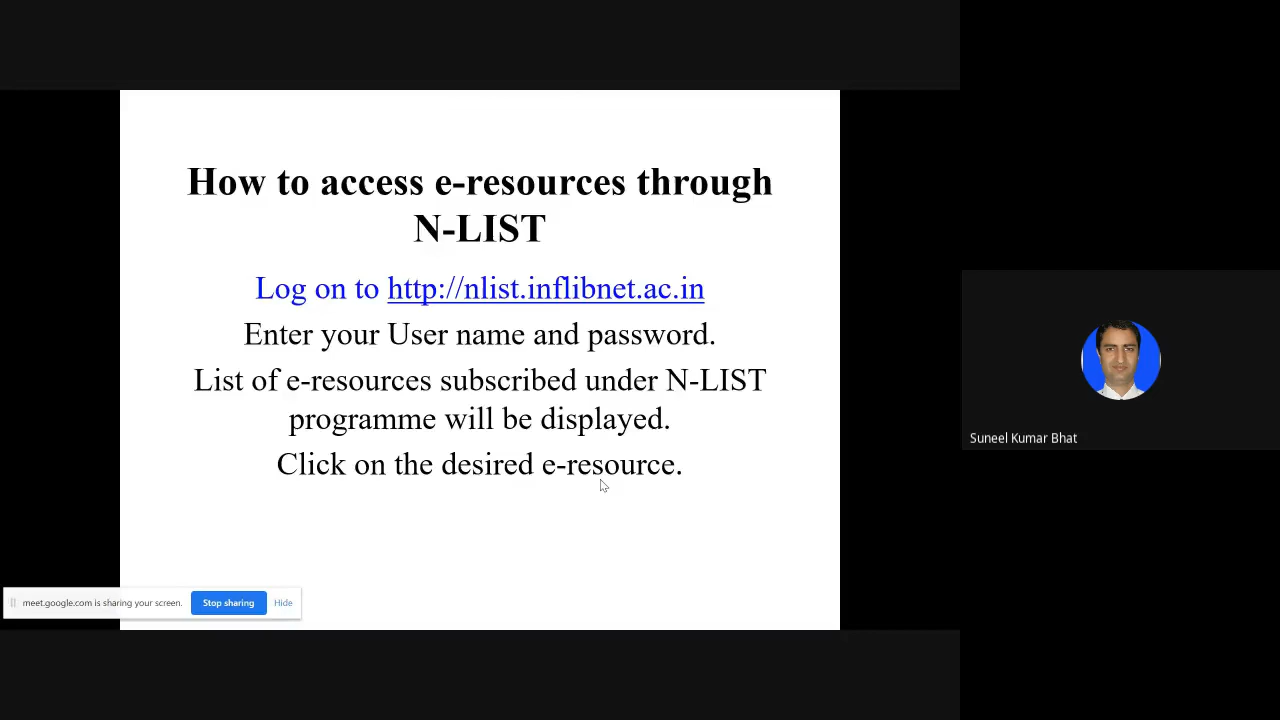 How to access e-resources through
N-LIST
Log on to http://nlist.inflibnet.ac.in
Enter your User name and password.
List of e-resources subscribed under N-LIST
programme will be displayed.
Click on the desired e-resource.
Suneel Kumar Bhat
meet.google.com is sharing your screen. Stop sharing Hide